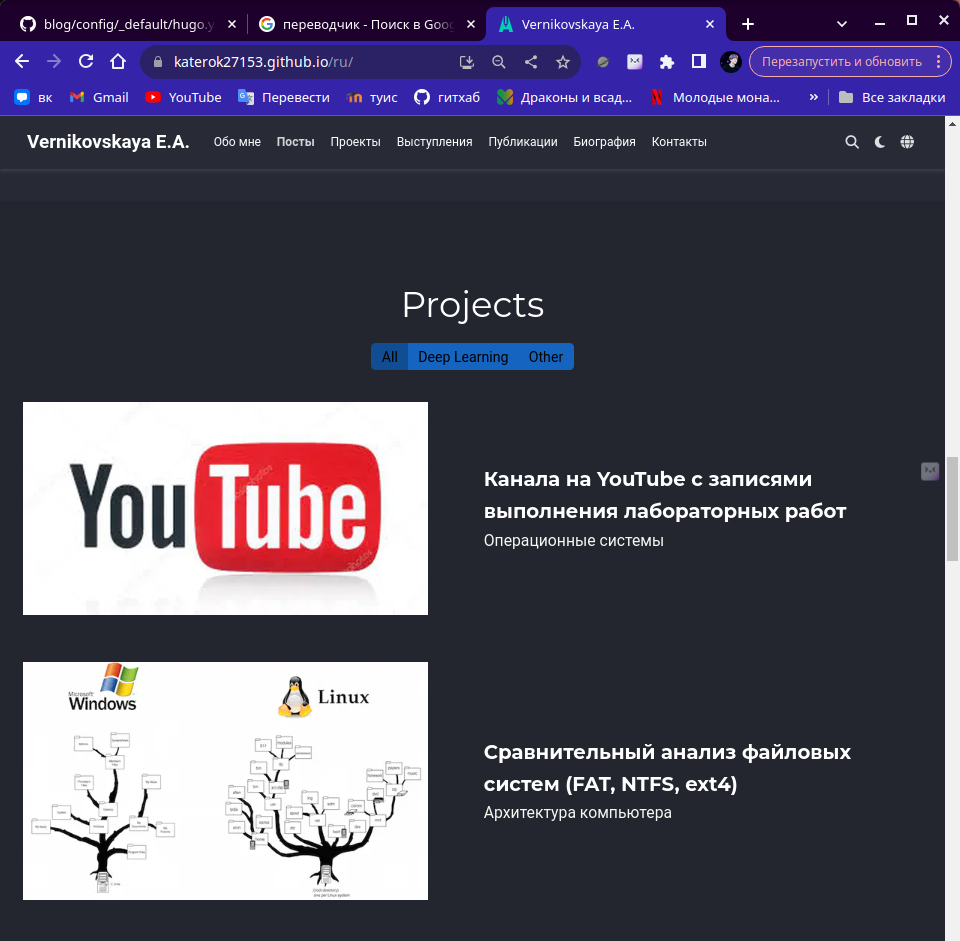 blog/config/_default/hugo.y
переводчик - Поиск в Goog
Vernikovskaya E.A.
katerok27153.github.io/ru/
Перезапустить и обновить
вк
Gmail
YouTube
Перевести
туис
гитхаб
Драконы и всад...
Молодые мона...
»
Все закладки
Vernikovskaya E.A.
Обо мне
Посты
Проекты
Выступления
Публикации
Биография
Контакты
Projects
All
Deep Learning
Other
YouTube
Канала на YouTube с записями
выполнения лабораторных работ
Операционные системы
Microsoft
Windows
Linux
Сравнительный анализ файловых
систем (FAT, NTFS, ext4)
Архитектура компьютера